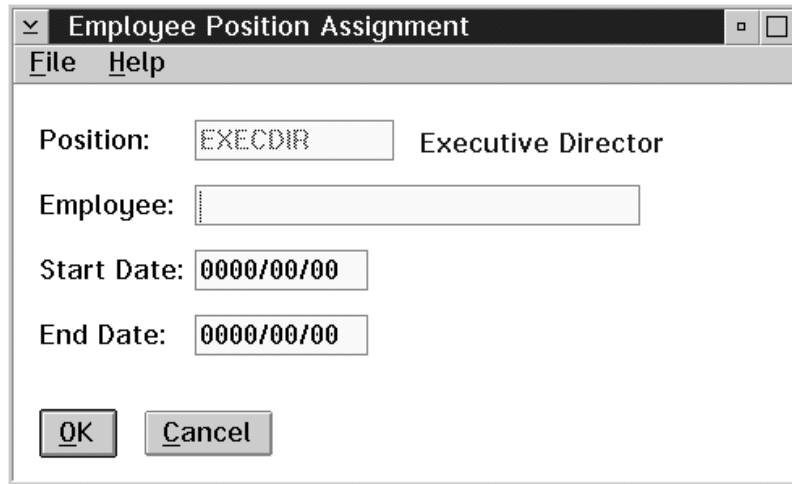 Employee Position Assignment
File Help
Position: EXECDIR Executive Director
Employee:
Start Date: 0000/00/00
End Date: 0000/00/00
OK Cancel